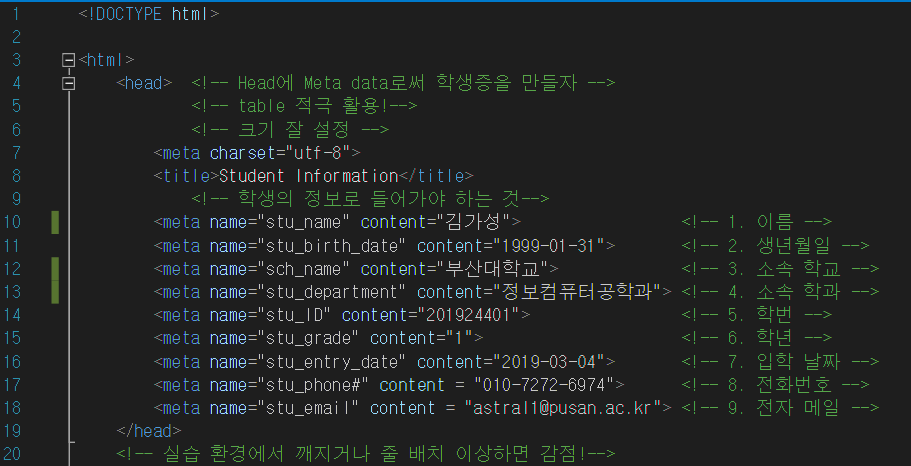 1 <!DOCTYPE html>
2
3 <html>
4 <head> <!-- Head에 Meta data로써 학생증을 만들자 -->
5 <!-- table 적극 활용!-->
6 <!-- 크기 잘 설정 -->
7 <meta charset="utf-8">
8 <title>Student Information</title>
9 <!-- 학생의 정보로 들어가야 하는 것-->
10 <meta name="stu_name" content="김가성"> <!-- 1. 이름 -->
11 <meta name="stu_birth_date" content="1999-01-31"> <!-- 2. 생년월일 -->
12 <meta name="sch_name" content="부산대학교"> <!-- 3. 소속 학교 -->
13 <meta name="stu_department" content="정보컴퓨터공학과"> <!-- 4. 소속 학과 -->
14 <meta name="stu_ID" content="201924401"> <!-- 5. 학번 -->
15 <meta name="stu_grade" content="1"> <!-- 6. 학년 -->
16 <meta name="stu_entry_date" content="2019-03-04"> <!-- 7. 입학 날짜 -->
17 <meta name="stu_phone#" content = "010-7272-6974"> <!-- 8. 전화번호 -->
18 <meta name="stu_email" content = "astral1@pusan.ac.kr"> <!-- 9. 전자 메일 -->
19 </head>
20 <!-- 실습 환경에서 깨지거나 줄 배치 이상하면 감점!-->